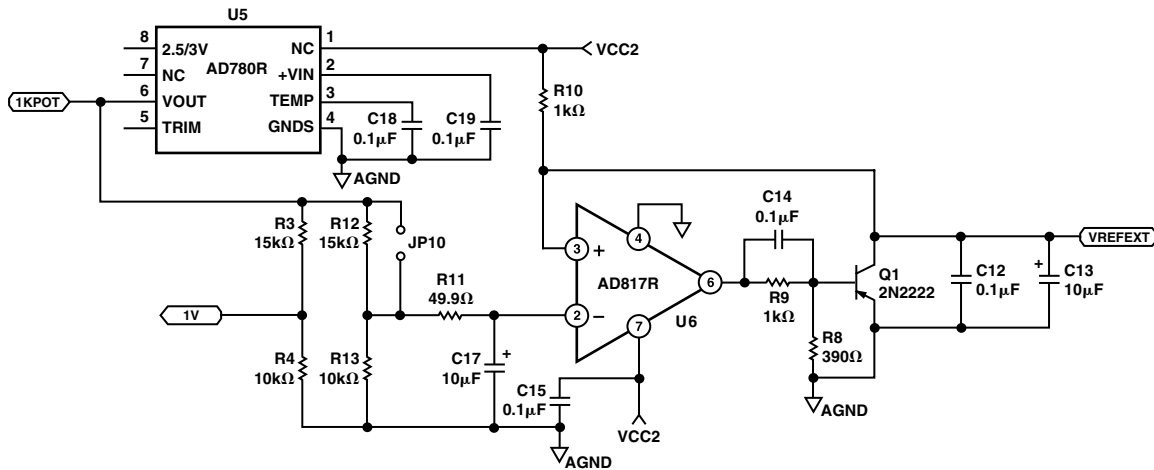 U5
8
2.5/3V
NC
1
VCC2
7
NC
AD780R
+VIN
2
1KPOT
6
VOUT
TEMP
3
5
TRIM
GNDS
4
C18
0.1μF
C19
0.1μF
R10
1kΩ
AGND
R3
15kΩ
R12
15kΩ
JP10
R11
49.9Ω
1V
R4
10kΩ
R13
10kΩ
C17
+
10μF
C15
0.1μF
AGND
3
+
4
AD817R
6
2
−
7
U6
VCC2
C14
0.1μF
R9
1kΩ
R8
390Ω
AGND
Q1
2N2222
VREFEXT
C12
0.1μF
+
C13
10μF